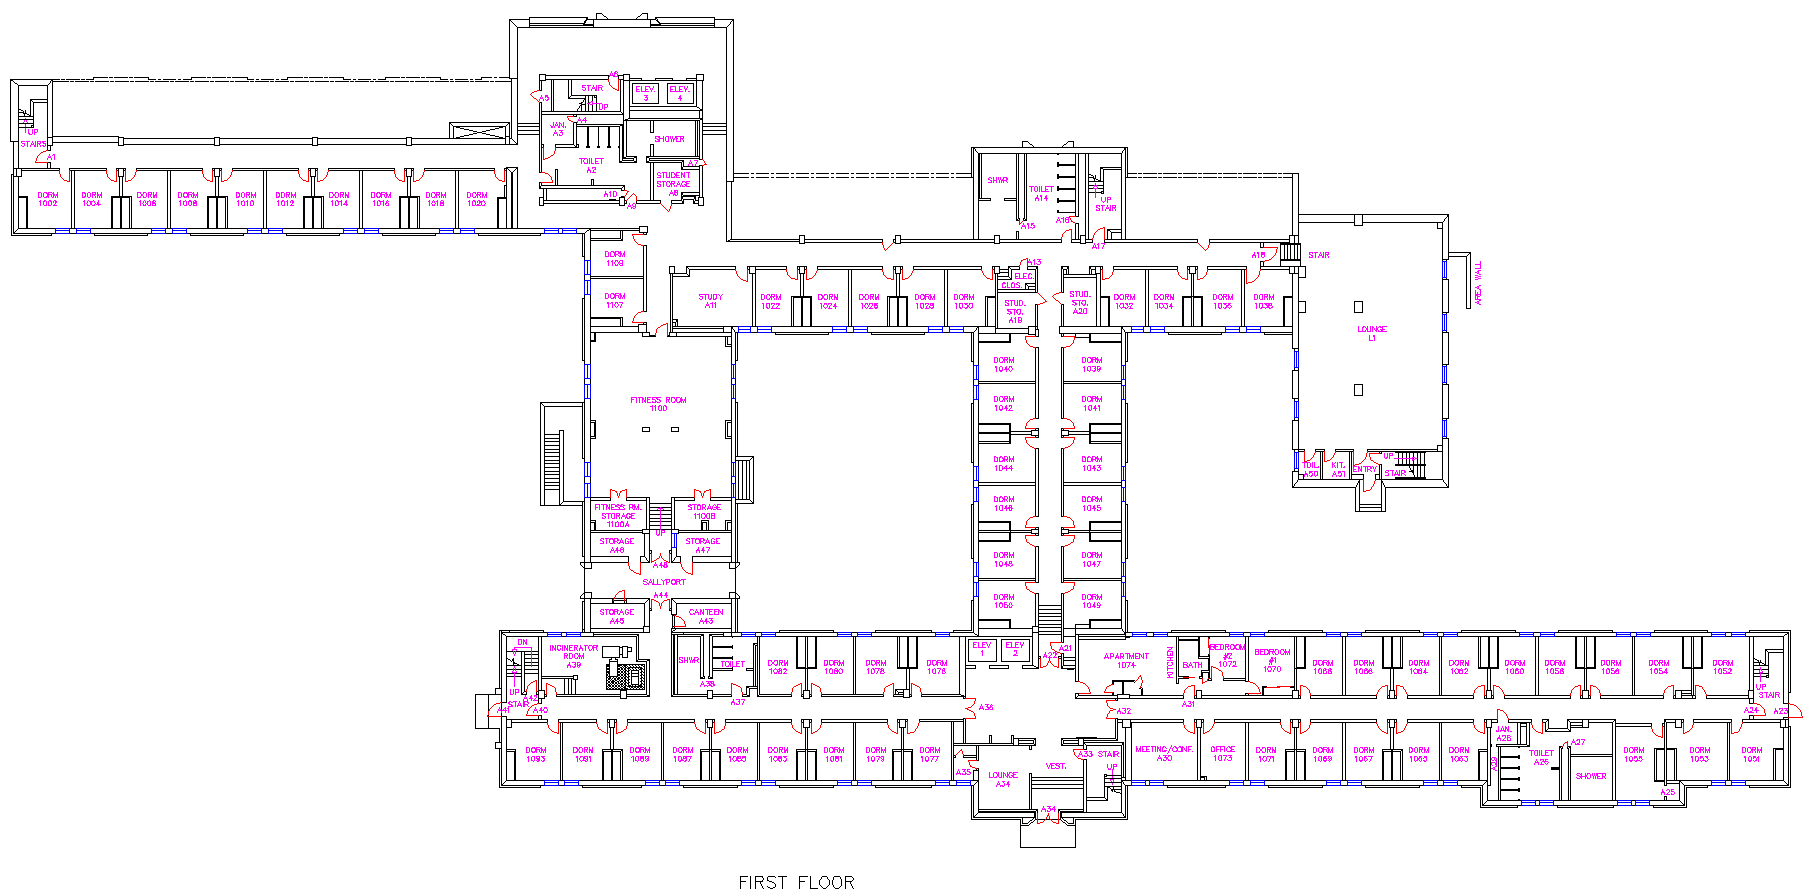 ELEV.
3
ELEV.
4
A6
STAIR
A5
UP
A4
JAN.
A3
SHOWER
UP
STAIRS
A1
TOILET
A2
A7
STUDENT
STORAGE
A8
A10
A9
DORM
1002
DORM
1004
DORM
1006
DORM
1008
DORM
1010
DORM
1012
DORM
1014
DORM
1016
DORM
1018
DORM
1020
SHWR
TOILET
A14
UP
STAIR
A15
A16
A17
A18
STAIR
DORM
1109
DORM
1107
A13
ELEC.
CLOS.
STUDY
A11
DORM
1022
DORM
1024
DORM
1026
DORM
1028
DORM
1030
STUD.
STO.
A19
STUD.
STO.
A20
DORM
1032
DORM
1034
DORM
1036
DORM
1038
AREA WALL
LOUNGE
L1
DORM
1040
DORM
1039
DORM
1042
DORM
1041
FITNESS ROOM
1100
DORM
1044
DORM
1043
TOIL.
A50
KIT.
A51
ENTRY
UP
STAIR
DORM
1046
DORM
1045
FITNESS RM.
STORAGE
1100A
STORAGE
1100B
UP
STORAGE
A46
STORAGE
A47
A48
DORM
1048
DORM
1047
SALLYPORT
A44
STORAGE
A45
CANTEEN
A43
DORM
1050
DORM
1049
DN
INCINERATOR
ROOM
A39
SHWR
TOILET
A38
A37
UP
STAIR
A42
A41
A40
DORM
1082
DORM
1080
DORM
1078
DORM
1076
ELEV
1
ELEV
2
A21
A22
APARTMENT
1074
KITCHEN
BATH
BEDROOM
#2
1072
BEDROOM
#1
1070
DORM
1068
DORM
1066
DORM
1064
DORM
1062
DORM
1060
DORM
1058
DORM
1056
DORM
1054
DORM
1052
UP
STAIR
A36
A32
A31
A24
A23
DORM
1093
DORM
1091
DORM
1089
DORM
1087
DORM
1085
DORM
1083
DORM
1081
DORM
1079
DORM
1077
A35
LOUNGE
A34
VEST.
A33
STAIR
UP
A34
MEETING/CONF.
A30
OFFICE
1073
DORM
1071
DORM
1069
DORM
1067
DORM
1065
DORM
1063
JAN.
A28
A29
TOILET
A26
A27
SHOWER
DORM
1055
A25
DORM
1053
DORM
1051
FIRST FLOOR